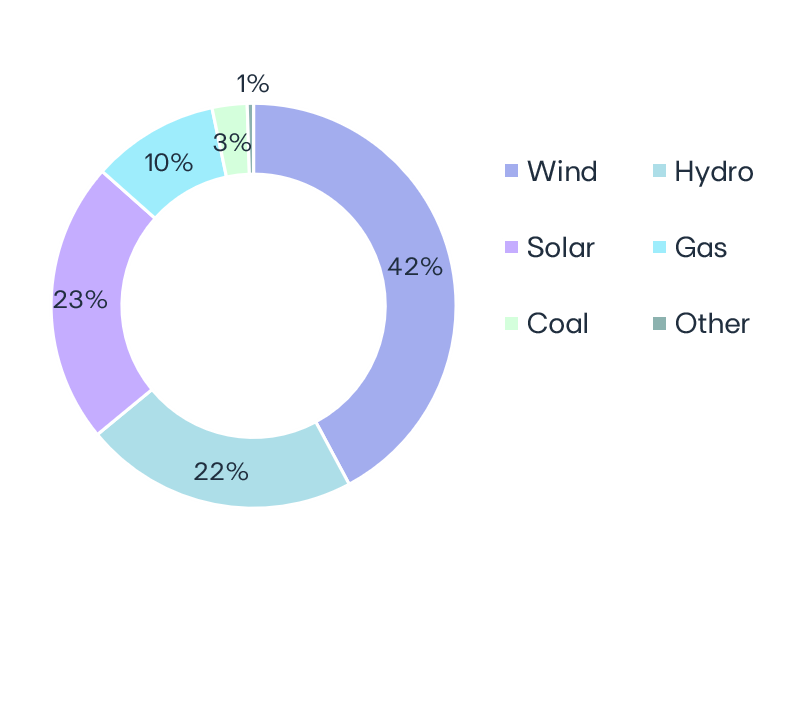 1%
3%
10%
42%
23%
22%
Wind
Hydro
Solar
Gas
Coal
Other